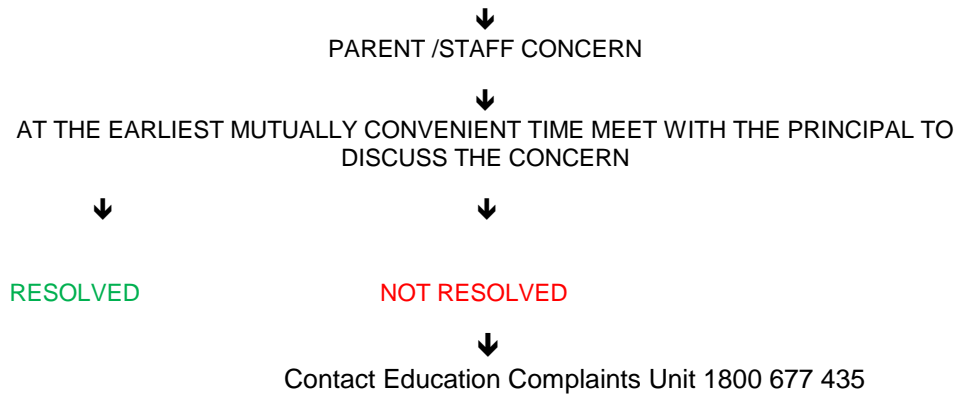 PARENT /STAFF CONCERN
AT THE EARLIEST MUTUALLY CONVENIENT TIME MEET WITH THE PRINCIPAL TO
DISCUSS THE CONCERN
RESOLVED NOT RESOLVED
Contact Education Complaints Unit 1800 677 435